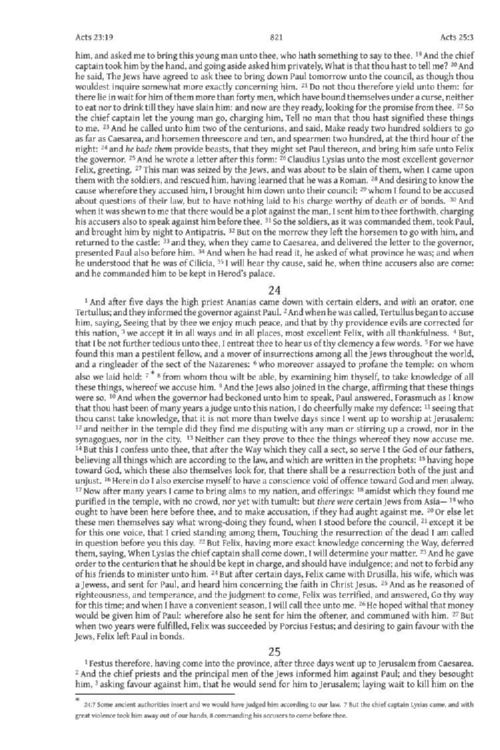 Acts 23:19 821 Acts 25:3
him, and asked me to bring this young man unto thee, who hath something to say to thee. 19 And the chief
captain took him by the hand, and going aside asked him privately, What is that thou hast to tell me? 20 And
he said, The Jews have agreed to ask thee to bring down Paul tomorrow unto the council, as though thou
wouldest inquire somewhat more exactly concerning him. 21 Do not thou therefore yield unto them: for
there lie in wait for him of them more than forty men, which have bound themselves under a curse, neither
to eat nor to drink till they have slain him: and now are they ready, looking for the promise from thee. 22 So
the chief captain let the young man go, charging him, Tell no man that thou hast signified these things
to me. 23 And he called unto him two of the centurions, and said, Make ready two hundred soldiers to go
as far as Caesarea, and horsemen threescore and ten, and spearmen two hundred, at the third hour of the
night: 24 and he bade them provide beasts, that they might set Paul thereon, and bring him safe unto Felix
the governor. 25 And he wrote a letter after this form: 26 Claudius Lysias unto the most excellent governor
Felix, greeting. 27 This man was seized by the Jews, and was about to be slain of them, when I came upon
them with the soldiers, and rescued him, having learned that he was a Roman. 28 And desiring to know the
cause wherefore they accused him, I brought him down unto their council: 29 whom I found to be accused
about questions of their law, but to have nothing laid to his charge worthy of death or of bonds. 30 And
when it was shewn to me that there would be a plot against the man, I sent him to thee forthwith, charging
his accusers also to speak against him before thee. 31 So the soldiers, as it was commanded them, took Paul,
and brought him by night to Antipatris. 32 But on the morrow they left the horsemen to go with him, and
returned to the castle: 33 and they, when they came to Caesarea, and delivered the letter to the governor,
presented Paul also before him. 34 And when he had read it, he asked of what province he was; and when
he understood that he was of Cilicia, 35 I will hear thy cause, said he, when thine accusers also are come:
and he commanded him to be kept in Herod's palace.
24
1 And after five days the high priest Ananias came down with certain elders, and with an orator, one
Tertullus; and they informed the governor against Paul. 2 And when he was called, Tertullus began to accuse
him, saying, Seeing that by thee we enjoy much peace, and that by thy providence evils are corrected for
this nation, 3 we accept it in all ways and in all places, most excellent Felix, with all thankfulness. 4 But,
that I be not further tedious unto thee, I entreat thee to hear us of thy clemency a few words. 5 For we have
found this man a pestilent fellow, and a mover of insurrections among all the Jews throughout the world,
and a ringleader of the sect of the Nazarenes: 6 who moreover assayed to profane the temple: on whom
also we laid hold: 7 * 8 from whom thou wilt be able, by examining him thyself, to take knowledge of all
these things, whereof we accuse him. 9 And the Jews also joined in the charge, affirming that these things
were so. 10 And when the governor had beckoned unto him to speak, Paul answered, Forasmuch as I know
that thou hast been of many years a judge unto this nation, I do cheerfully make my defence: 11 seeing that
thou canst take knowledge, that it is not more than twelve days since I went up to worship at Jerusalem:
12 and neither in the temple did they find me disputing with any man or stirring up a crowd, nor in the
synagogues, nor in the city. 13 Neither can they prove to thee the things whereof they now accuse me.
14 But this I confess unto thee, that after the Way which they call a sect, so serve I the God of our fathers,
believing all things which are according to the law, and which are written in the prophets: 15 having hope
toward God, which these also themselves look for, that there shall be a resurrection both of the just and
unjust. 16 Herein do I also exercise myself to have a conscience void of offence toward God and men alway.
17 Now after many years I came to bring alms to my nation, and offerings: 18 amidst which they found me
purified in the temple, with no crowd, nor yet with tumult: but there were certain Jews from Asia— 19 who
ought to have been here before thee, and to make accusation, if they had aught against me. 20 Or else let
these men themselves say what wrong-doing they found, when I stood before the council, 21 except it be
for this one voice, that I cried standing among them, Touching the resurrection of the dead I am called
in question before you this day. 22 But Felix, having more exact knowledge concerning the Way, deferred
them, saying, When Lysias the chief captain shall come down, I will determine your matter. 23 And he gave
order to the centurion that he should be kept in charge, and should have indulgence; and not to forbid any
of his friends to minister unto him. 24 But after certain days, Felix came with Drusilla, his wife, which was
a Jewess, and sent for Paul, and heard him concerning the faith in Christ Jesus. 25 And as he reasoned of
righteousness, and temperance, and the judgment to come, Felix was terrified, and answered, Go thy way
for this time; and when I have a convenient season, I will call thee unto me. 26 He hoped withal that money
would be given him of Paul: wherefore also he sent for him the oftener, and communed with him. 27 But
when two years were fulfilled, Felix was succeeded by Porcius Festus; and desiring to gain favour with the
Jews, Felix left Paul in bonds.
25
1 Festus therefore, having come into the province, after three days went up to Jerusalem from Caesarea.
2 And the chief priests and the principal men of the Jews informed him against Paul; and they besought
him, 3 asking favour against him, that he would send for him to Jerusalem; laying wait to kill him on the
* 24:7 Some ancient authorities insert and we would have judged him according to our law. 7 But the chief captain Lysias came, and with
great violence took him away out of our hands, 8 commanding his accusers to come before thee.